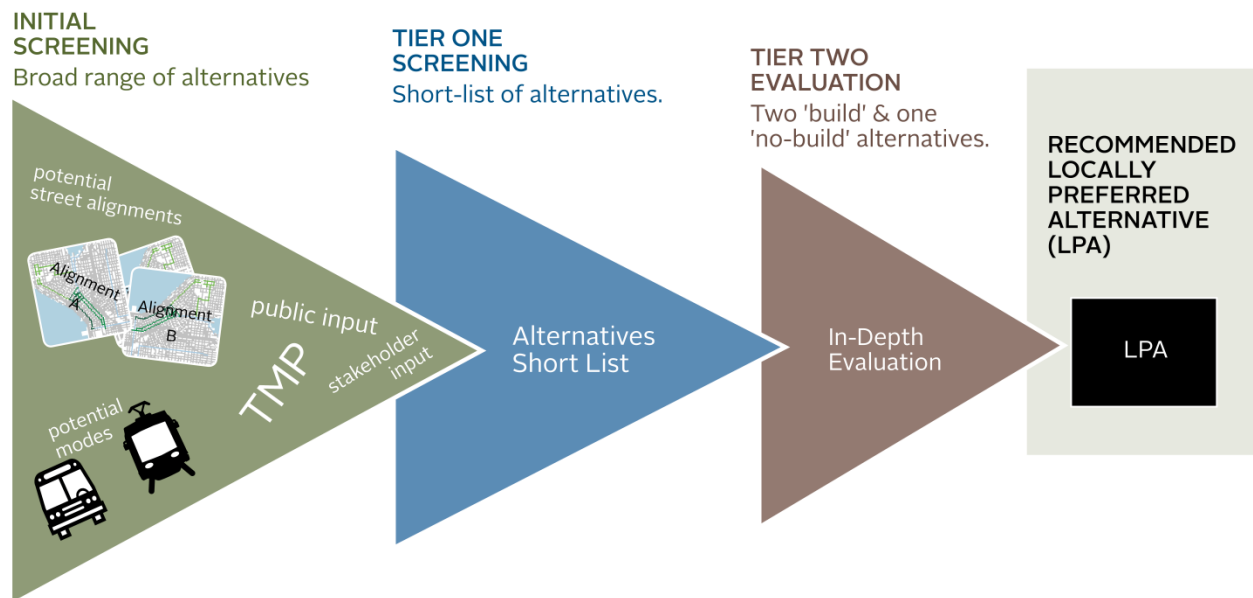 INITIAL
SCREENING
Broad range of alternatives
potential
street alignments
Alignment
A
Alignment
B
public input
TMP
stakeholder
input
potential
modes
TIER ONE
SCREENING
Short-list of alternatives.
Alternatives
Short List
TIER TWO
EVALUATION
Two 'build' & one
'no-build' alternatives.
In-Depth
Evaluation
RECOMMENDED
LOCALLY
PREFERRED
ALTERNATIVE
(LPA)
LPA